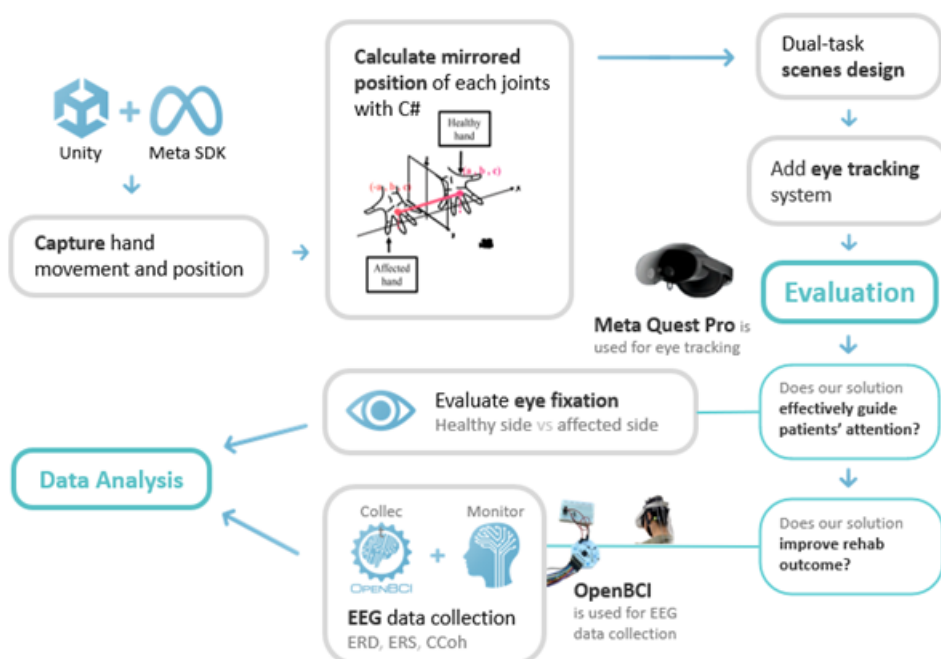 Unity
+
Meta SDK
Capture hand
movement and position
Calculate mirrored
position of each joints
with C#
Healthy
hand
(-a, b, c)
(a, b, c)
Affected
hand
Dual-task
scenes design
Add eye tracking
system
Evaluation
Meta Quest Pro is
used for eye tracking
Does our solution
effectively guide
patients' attention?
Evaluate eye fixation
Healthy side vs affected side
Data Analysis
Does our solution
improve rehab
outcome?
Collec
Monitor
OPENBCI
+
EEG data collection
ERD, ERS, CCoh
OpenBCI
is used for EEG
data collection